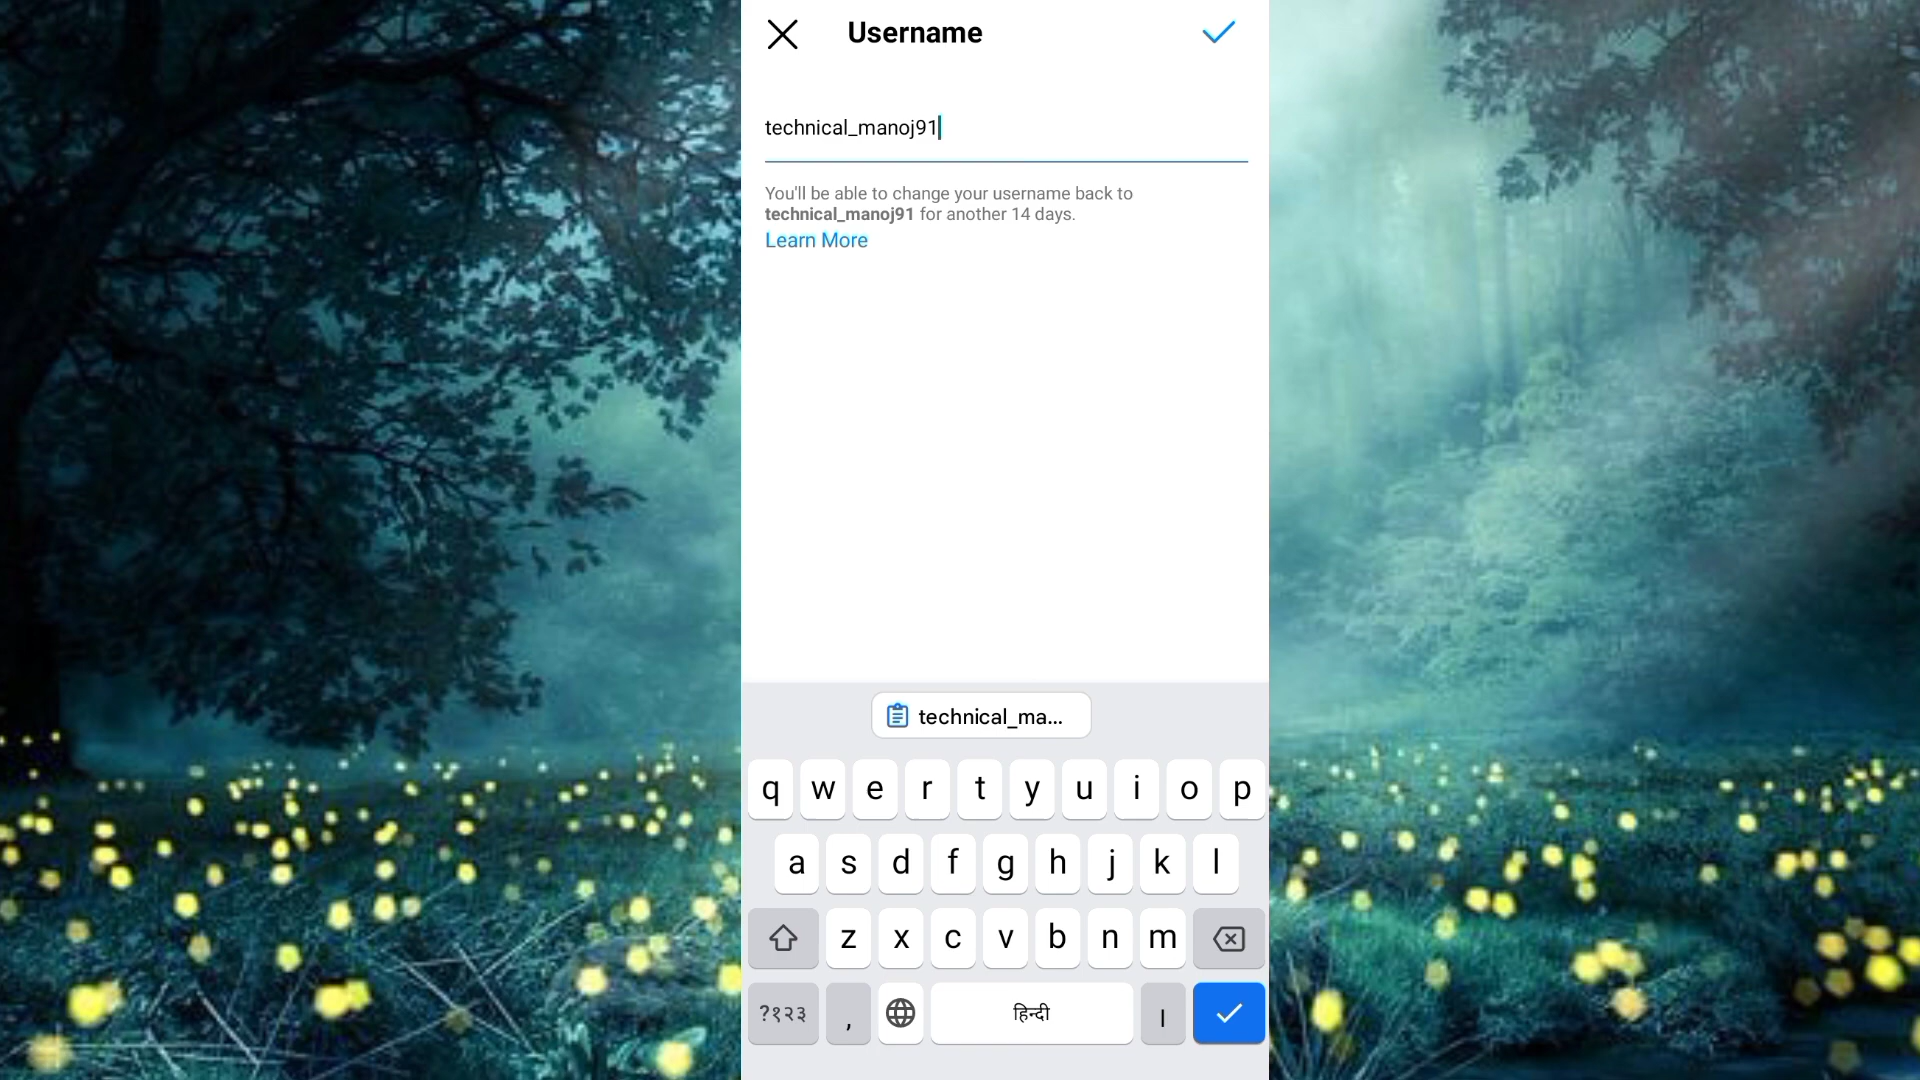 Username
technical_manoj91
You'll be able to change your username back to
technical_manoj91 for another 14 days.
Learn More
technical_ma...
q w e r t y u i o p
a s d f g h j k l
z x c v b n m
?१२३ , हिन्दी ।